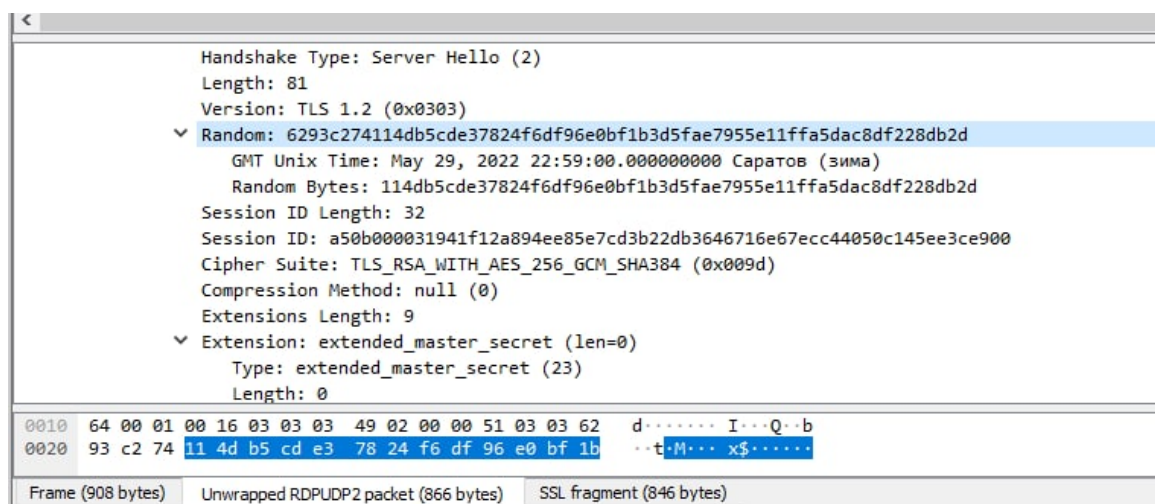 Handshake Type: Server Hello (2)
Length: 81
Version: TLS 1.2 (0x0303)
Random: 6293c274114db5cde37824f6df96e0bf1b3d5fae7955e11ffa5dac8df228db2d
GMT Unix Time: May 29, 2022 22:59:00.000000000 Саратов (зима)
Random Bytes: 114db5cde37824f6df96e0bf1b3d5fae7955e11ffa5dac8df228db2d
Session ID Length: 32
Session ID: a50b000031941f12a894ee85e7cd3b22db3646716e67ecc44050c145ee3ce900
Cipher Suite: TLS_RSA_WITH_AES_256_GCM_SHA384 (0x009d)
Compression Method: null (0)
Extensions Length: 9
Extension: extended_master_secret (len=0)
Type: extended_master_secret (23)
Length: 0
0010 64 00 01 00 16 03 03 03 49 02 00 00 51 03 03 62 d······· I···Q··b
0020 93 c2 74 11 4d b5 cd e3 78 24 f6 df 96 e0 bf 1b ··t·M··· x$······
Frame (908 bytes) Unwrapped RDPUDP2 packet (866 bytes) SSL fragment (846 bytes)